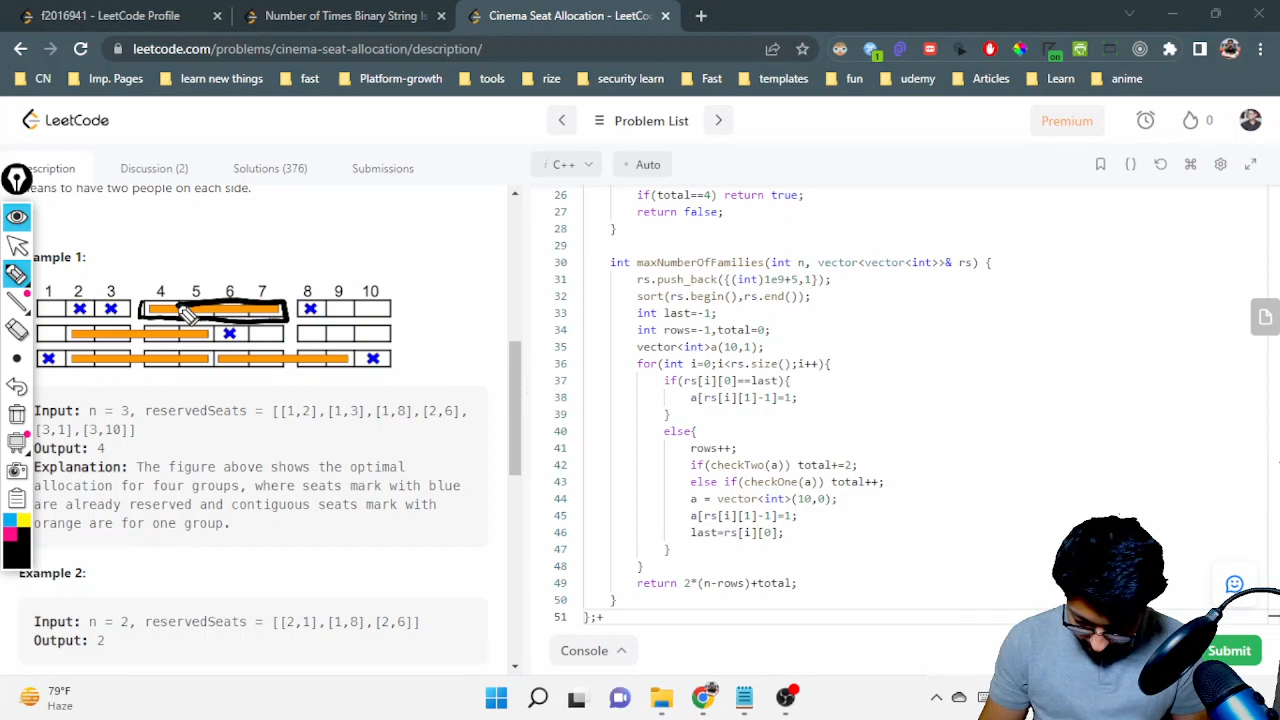 f2016941 - LeetCode Profile
Number of Times Binary String Is
Cinema Seat Allocation - LeetCo
leetcode.com/problems/cinema-seat-allocation/description/
1
on
CN
Imp. Pages
learn new things
fast
Platform-growth
tools
rise
security learn
Fast
templates
fun
udemy
Articles
Learn
anime
LeetCode
Problem List
Premium
0
escription
Discussion (2)
Solutions (376)
Submissions
i C++
Auto
means to have two people on each side.
Example 1:
1 2 3 4 5 6 7 8 9 10
Input: n = 3, reservedSeats = [[1,2],[1,3],[1,8],[2,6],
[3,1],[3,10]]
Output: 4
Explanation: The figure above shows the optimal
allocation for four groups, where seats mark with blue
are already reserved and contiguous seats mark with
orange are for one group.
Example 2:
Input: n = 2, reservedSeats = [[2,1],[1,8],[2,6]]
Output: 2
26 if(total==4) return true;
27 return false;
28 }
29
30 int maxNumberOfFamilies(int n, vector<vector<int>>& rs) {
31 rs.push_back({(int)1e9+5,1});
32 sort(rs.begin(),rs.end());
33 int last=-1;
34 int rows=-1,total=0;
35 vector<int>a(10,1);
36 for(int i=0;i<rs.size();i++){
37 if(rs[i][0]==last){
38 a[rs[i][1]-1]=1;
39 }
40 else{
41 rows++;
42 if(checkTwo(a)) total+=2;
43 else if(checkOne(a)) total++;
44 a = vector<int>(10,0);
45 a[rs[i][1]-1]=1;
46 last=rs[i][0];
47 }
48 }
49 return 2*(n-rows)+total;
50 }
51 };+
Console
Submit
79°F
Haze